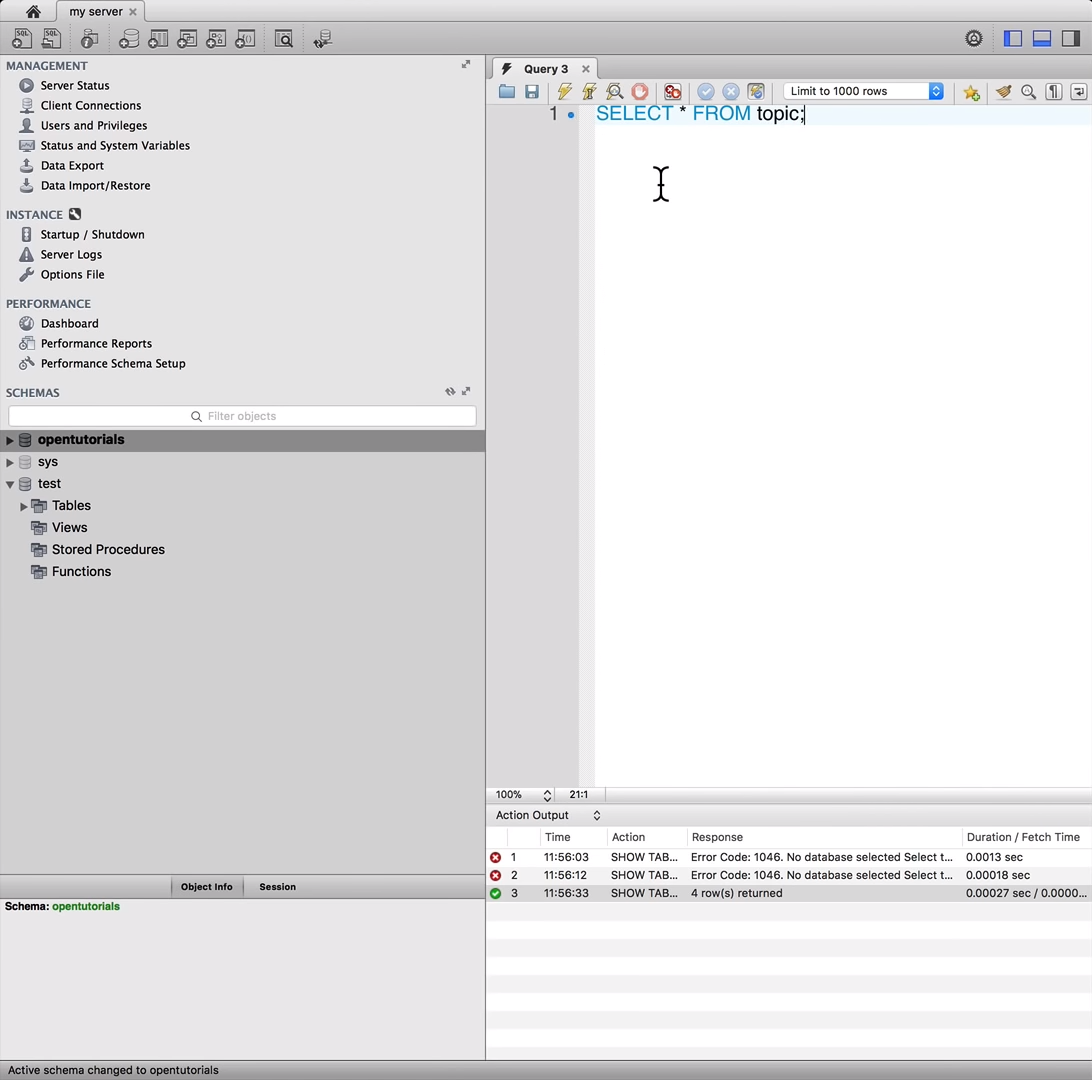 my server
MANAGEMENT
Server Status
Client Connections
Users and Privileges
Status and System Variables
Data Export
Data Import/Restore
INSTANCE
Startup / Shutdown
Server Logs
Options File
PERFORMANCE
Dashboard
Performance Reports
Performance Schema Setup
SCHEMAS
Filter objects
opentutorials
sys
test
Tables
Views
Stored Procedures
Functions
Object Info Session
Schema: opentutorials
Query 3
Limit to 1000 rows
1 SELECT * FROM topic;
100% 21:1
Action Output
Time Action Response Duration / Fetch Time
1 11:56:03 SHOW TAB... Error Code: 1046. No database selected Select t... 0.0013 sec
2 11:56:12 SHOW TAB... Error Code: 1046. No database selected Select t... 0.00018 sec
3 11:56:33 SHOW TAB... 4 row(s) returned 0.00027 sec / 0.0000...
Active schema changed to opentutorials